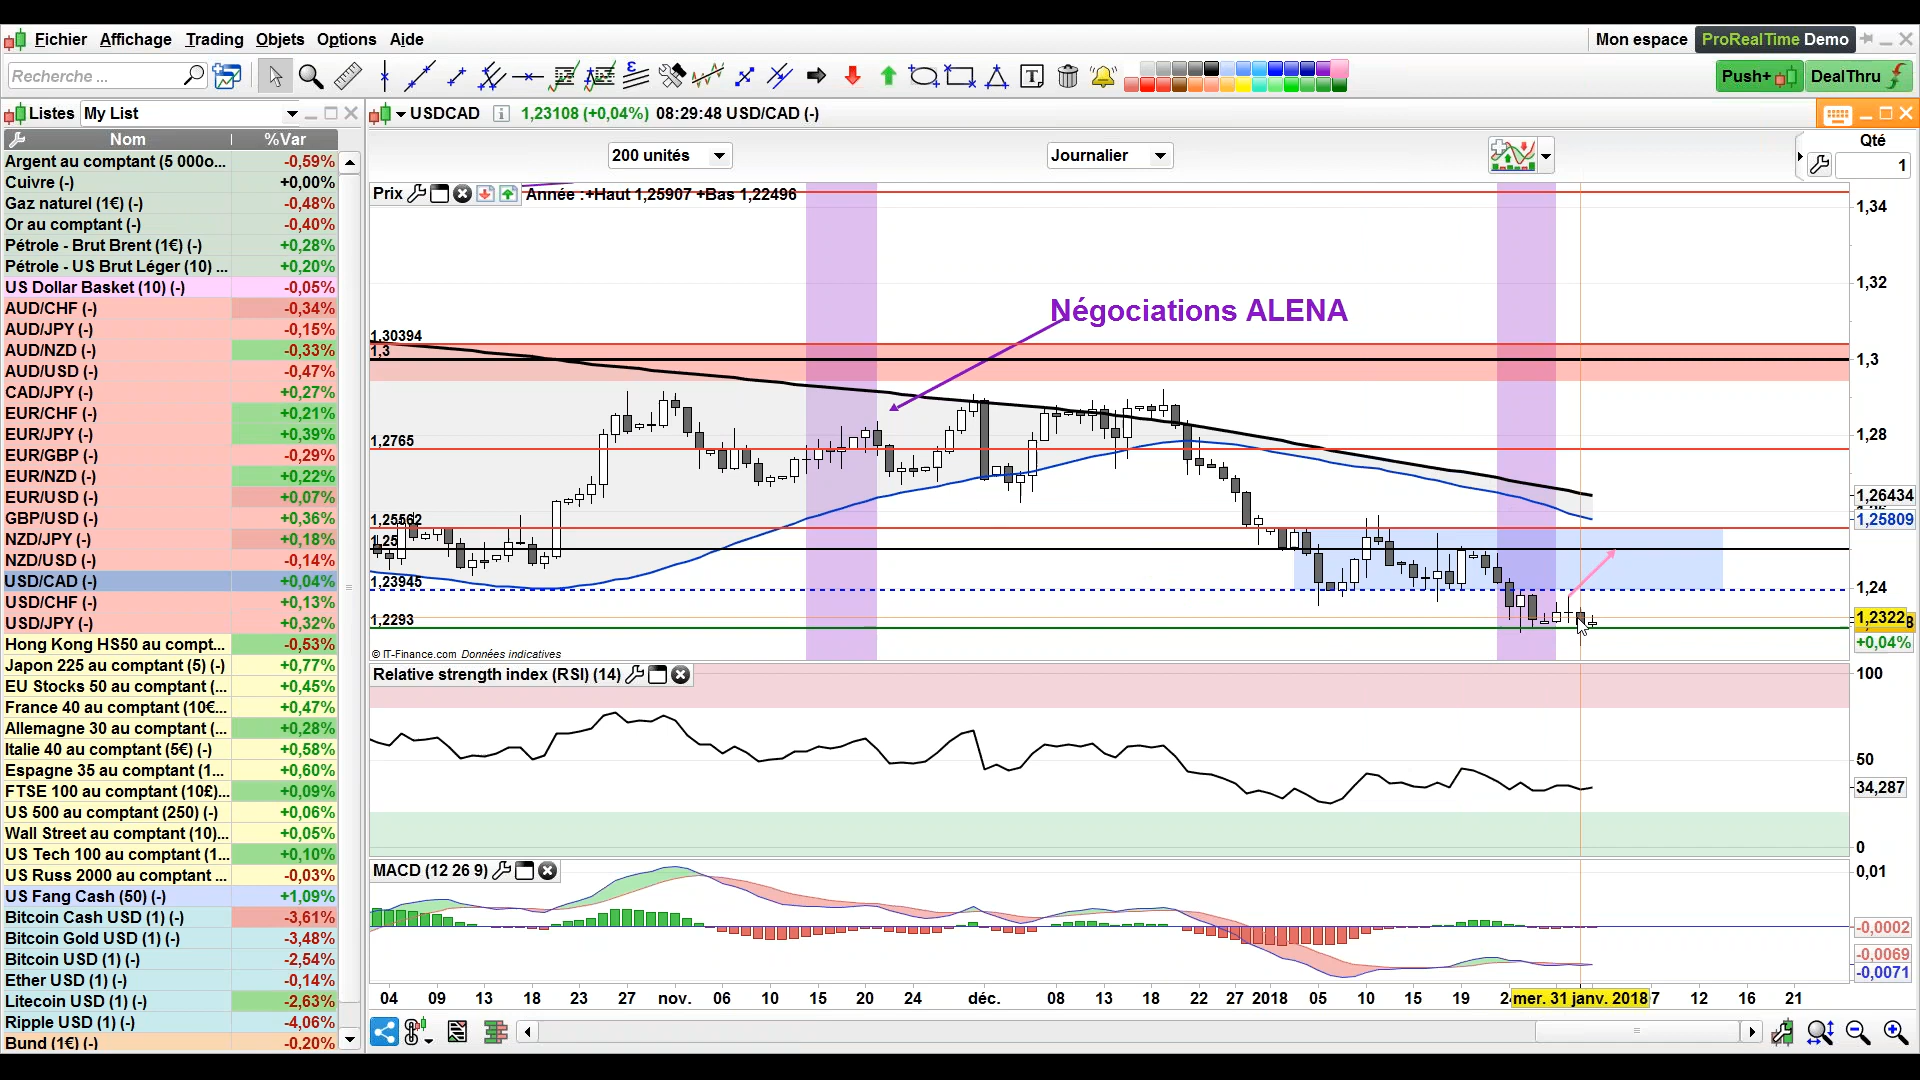 Fichier Affichage Trading Objets Options Aide
Mon espace ProRealTime Demo
Recherche ...
Push+ DealThru
Listes My List
USDCAD 1,23108 (+0,04%) 08:29:48 USD/CAD (-)
Nom %Var
Argent au comptant (5 000o... -0,59%
Cuivre (-) +0,00%
Gaz naturel (1€) (-) -0,48%
Or au comptant (-) -0,40%
Pétrole - Brut Brent (1€) (-) +0,28%
Pétrole - US Brut Léger (10) ... +0,20%
US Dollar Basket (10) (-) -0,05%
AUD/CHF (-) -0,34%
AUD/JPY (-) -0,15%
AUD/NZD (-) -0,33%
AUD/USD (-) -0,47%
CAD/JPY (-) +0,27%
EUR/CHF (-) +0,21%
EUR/JPY (-) +0,39%
EUR/GBP (-) -0,29%
EUR/NZD (-) +0,22%
EUR/USD (-) +0,07%
GBP/USD (-) +0,36%
NZD/JPY (-) +0,18%
NZD/USD (-) -0,14%
USD/CAD (-) +0,04%
USD/CHF (-) +0,13%
USD/JPY (-) +0,32%
Hong Kong HS50 au compt... -0,53%
Japon 225 au comptant (5) (-) +0,77%
EU Stocks 50 au comptant (... +0,45%
France 40 au comptant (10€... +0,47%
Allemagne 30 au comptant (... +0,28%
Italie 40 au comptant (5€) (-) +0,58%
Espagne 35 au comptant (1... +0,60%
FTSE 100 au comptant (10£)... +0,09%
US 500 au comptant (250) (-) +0,06%
Wall Street au comptant (10)... +0,05%
US Tech 100 au comptant (1... +0,10%
US Russ 2000 au comptant ... -0,03%
US Fang Cash (50) (-) +1,09%
Bitcoin Cash USD (1) (-) -3,61%
Bitcoin Gold USD (1) (-) -3,48%
Bitcoin USD (1) (-) -2,54%
Ether USD (1) (-) -0,14%
Litecoin USD (1) (-) -2,63%
Ripple USD (1) (-) -4,06%
Bund (1€) (-) -0,20%
200 unités
Journalier
Qté
1
Prix Année :+Haut 1,25907 +Bas 1,22496
Négociations ALENA
1,30394
1,3
1,2765
1,25562
1,25
1,23945
1,2293
© IT-Finance.com Données indicatives
1,34
1,32
1,3
1,28
1,26434
1,25809
1,24
1,2322
+0,04%
Relative strength index (RSI) (14)
100
50
34,287
0
MACD (12 26 9)
0,01
-0,0002
-0,0069
-0,0071
04 09 13 18 23 27 nov. 06 10 15 20 24 déc. 08 13 18 22 27 2018 05 10 15 19 mer. 31 janv. 2018 12 16 21